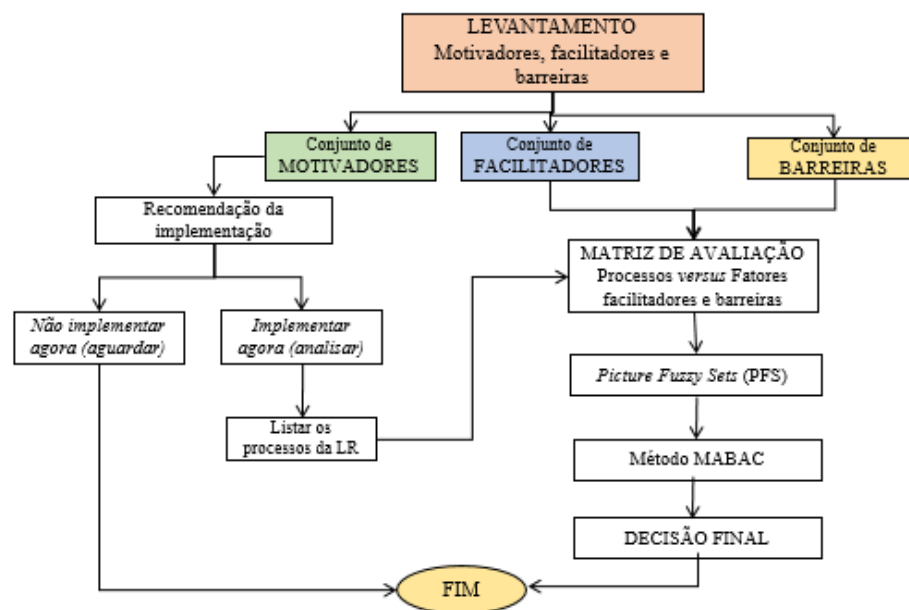 LEVANTAMENTO
Motivadores, facilitadores e
barreiras
Conjunto de
MOTIVADORES
Conjunto de
FACILITADORES
Conjunto de
BARREIRAS
Recomendação da
implementação
MATRIZ DE AVALIAÇÃO
Processos versus Fatores
facilitadores e barreiras
Não implementar
agora (aguardar)
Implementar
agora (analisar)
Picture Fuzzy Sets (PFS)
Listar os
processos da LR
Método MABAC
DECISÃO FINAL
FIM